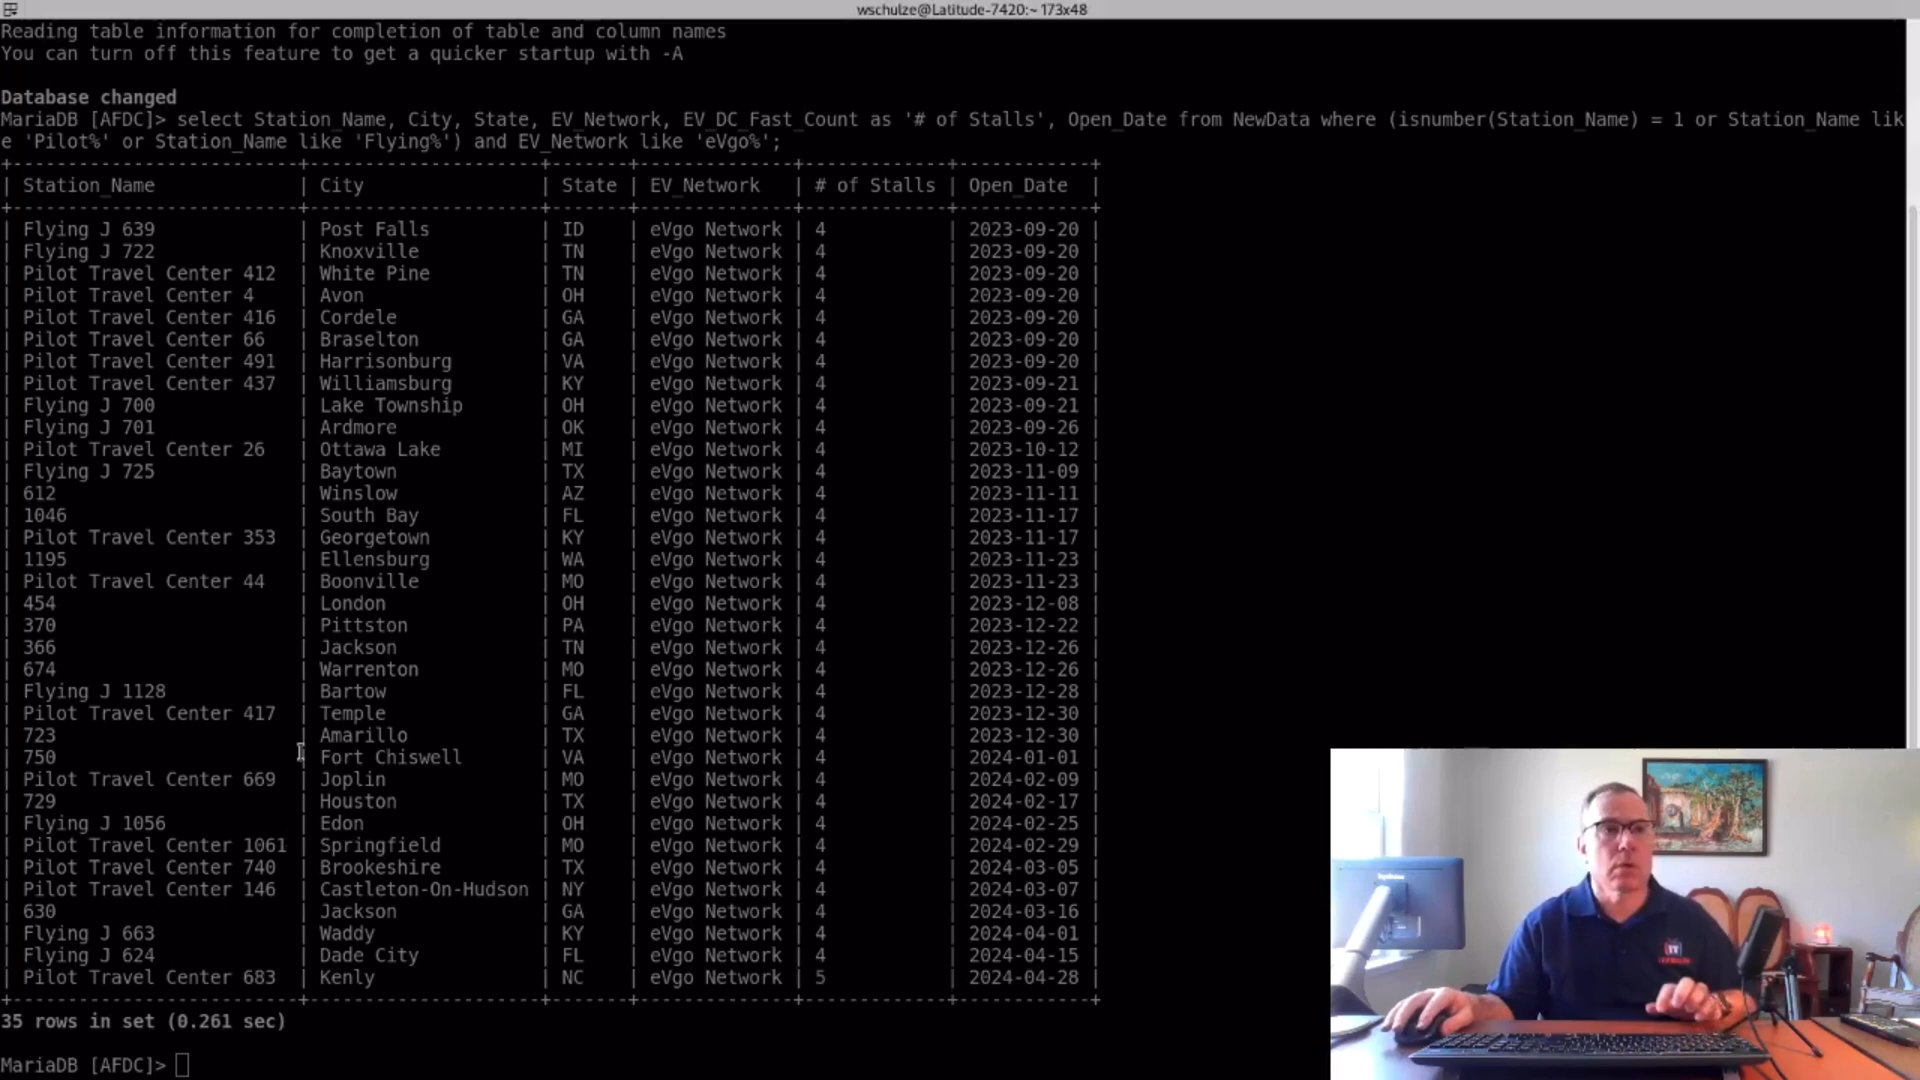 wschulze@Latitude-7420:~ 173x48
Reading table information for completion of table and column names
You can turn off this feature to get a quicker startup with -A
Database changed
MariaDB [AFDC]> select Station_Name, City, State, EV_Network, EV_DC_Fast_Count as '# of Stalls', Open_Date from NewData where (isnumber(Station_Name) = 1 or Station_Name lik
e 'Pilot%' or Station_Name like 'Flying%') and EV_Network like 'eVgo%';
+--------------------------+---------------------+-------+--------------+-------------+------------+
| Station_Name | City | State | EV_Network | # of Stalls | Open_Date |
+--------------------------+---------------------+-------+--------------+-------------+------------+
| Flying J 639 | Post Falls | ID | eVgo Network | 4 | 2023-09-20 |
| Flying J 722 | Knoxville | TN | eVgo Network | 4 | 2023-09-20 |
| Pilot Travel Center 412 | White Pine | TN | eVgo Network | 4 | 2023-09-20 |
| Pilot Travel Center 4 | Avon | OH | eVgo Network | 4 | 2023-09-20 |
| Pilot Travel Center 416 | Cordele | GA | eVgo Network | 4 | 2023-09-20 |
| Pilot Travel Center 66 | Braselton | GA | eVgo Network | 4 | 2023-09-20 |
| Pilot Travel Center 491 | Harrisonburg | VA | eVgo Network | 4 | 2023-09-20 |
| Pilot Travel Center 437 | Williamsburg | KY | eVgo Network | 4 | 2023-09-21 |
| Flying J 700 | Lake Township | OH | eVgo Network | 4 | 2023-09-21 |
| Flying J 701 | Ardmore | OK | eVgo Network | 4 | 2023-09-26 |
| Pilot Travel Center 26 | Ottawa Lake | MI | eVgo Network | 4 | 2023-10-12 |
| Flying J 725 | Baytown | TX | eVgo Network | 4 | 2023-11-09 |
| 612 | Winslow | AZ | eVgo Network | 4 | 2023-11-11 |
| 1046 | South Bay | FL | eVgo Network | 4 | 2023-11-17 |
| Pilot Travel Center 353 | Georgetown | KY | eVgo Network | 4 | 2023-11-17 |
| 1195 | Ellensburg | WA | eVgo Network | 4 | 2023-11-23 |
| Pilot Travel Center 44 | Boonville | MO | eVgo Network | 4 | 2023-11-23 |
| 454 | London | OH | eVgo Network | 4 | 2023-12-08 |
| 370 | Pittston | PA | eVgo Network | 4 | 2023-12-22 |
| 366 | Jackson | TN | eVgo Network | 4 | 2023-12-26 |
| 674 | Warrenton | MO | eVgo Network | 4 | 2023-12-26 |
| Flying J 1128 | Bartow | FL | eVgo Network | 4 | 2023-12-28 |
| Pilot Travel Center 417 | Temple | GA | eVgo Network | 4 | 2023-12-30 |
| 723 | Amarillo | TX | eVgo Network | 4 | 2023-12-30 |
| 750 | Fort Chiswell | VA | eVgo Network | 4 | 2024-01-01 |
| Pilot Travel Center 669 | Joplin | MO | eVgo Network | 4 | 2024-02-09 |
| 729 | Houston | TX | eVgo Network | 4 | 2024-02-17 |
| Flying J 1056 | Edon | OH | eVgo Network | 4 | 2024-02-25 |
| Pilot Travel Center 1061 | Springfield | MO | eVgo Network | 4 | 2024-02-29 |
| Pilot Travel Center 740 | Brookeshire | TX | eVgo Network | 4 | 2024-03-05 |
| Pilot Travel Center 146 | Castleton-On-Hudson | NY | eVgo Network | 4 | 2024-03-07 |
| 630 | Jackson | GA | eVgo Network | 4 | 2024-03-16 |
| Flying J 663 | Waddy | KY | eVgo Network | 4 | 2024-04-01 |
| Flying J 624 | Dade City | FL | eVgo Network | 4 | 2024-04-15 |
| Pilot Travel Center 683 | Kenly | NC | eVgo Network | 5 | 2024-04-28 |
+--------------------------+---------------------+-------+--------------+-------------+------------+
35 rows in set (0.261 sec)
MariaDB [AFDC]>